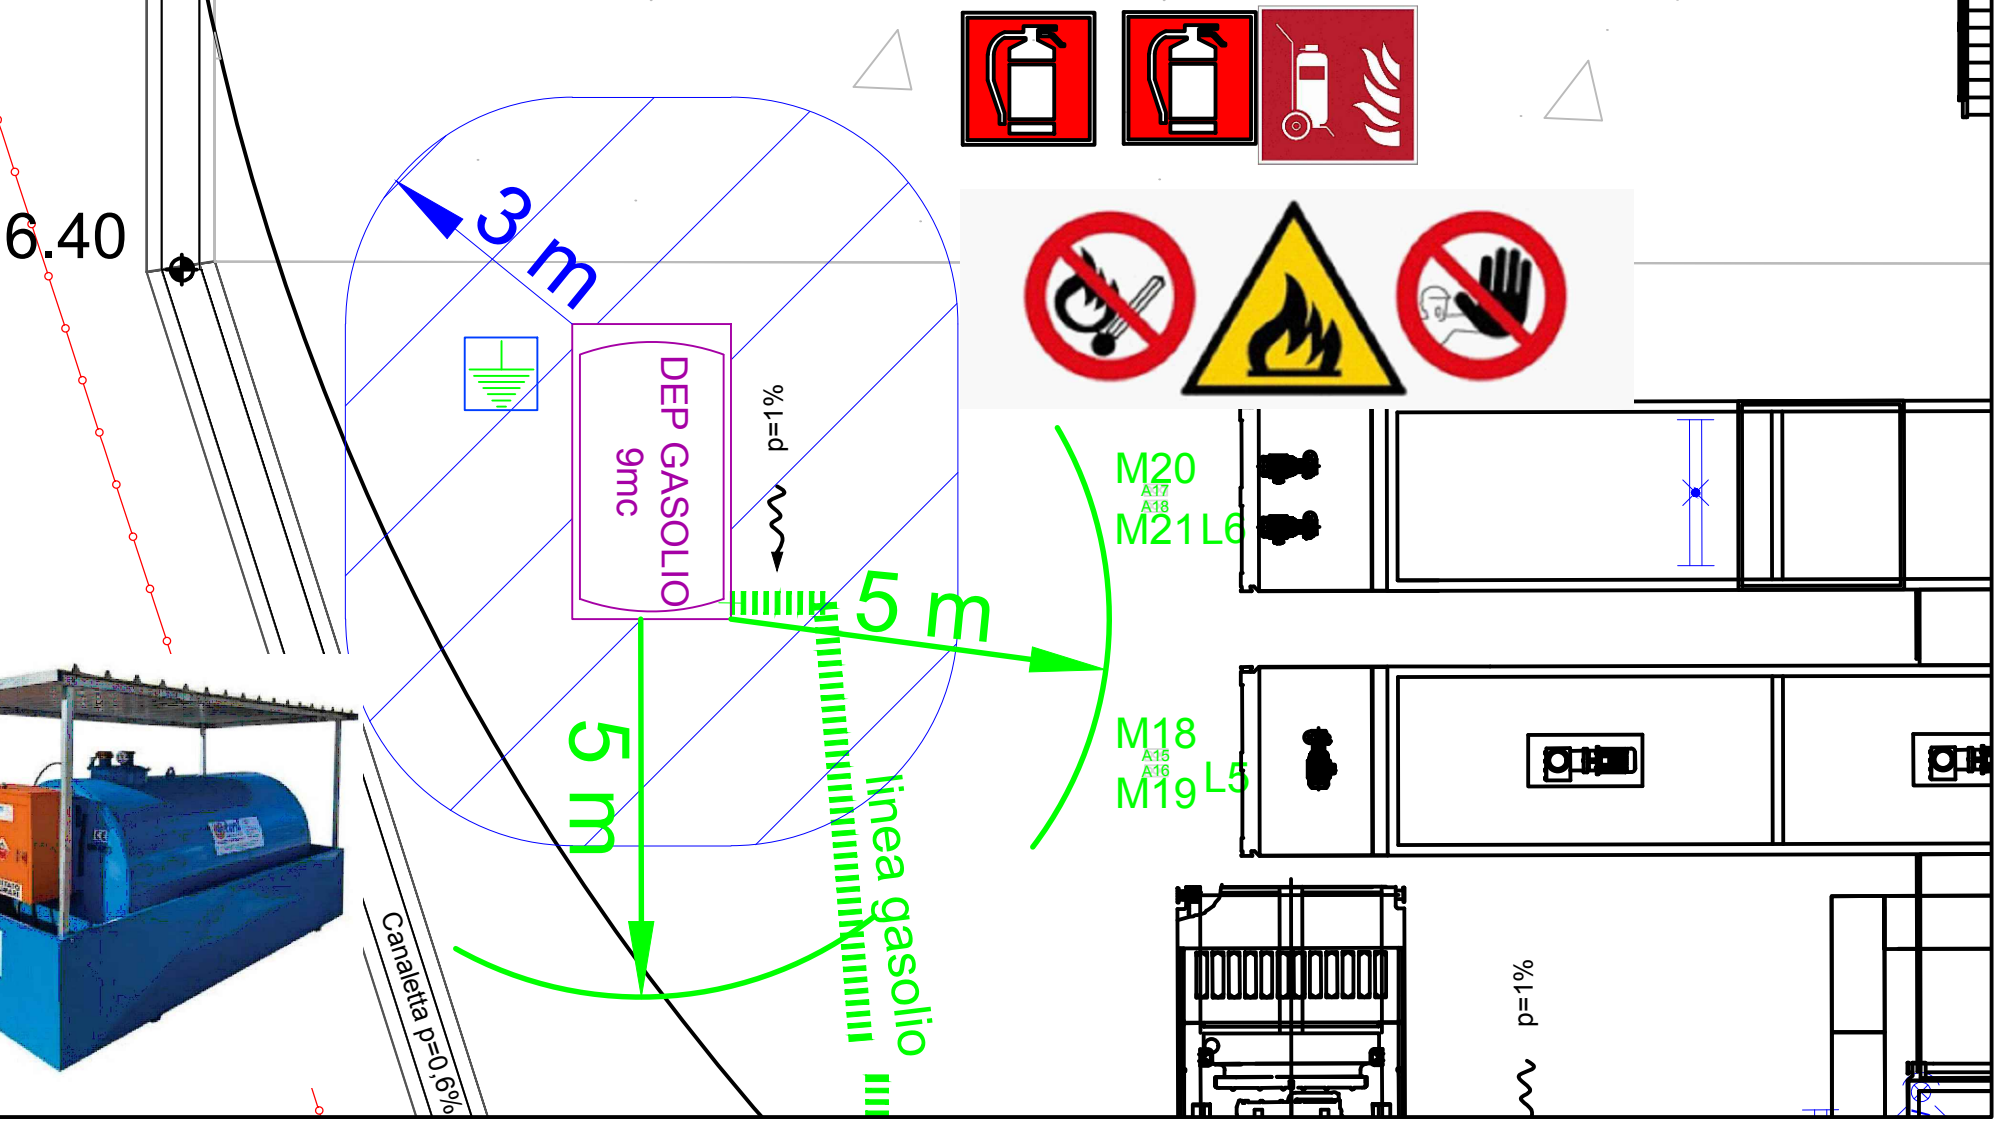 6.40
3 m
DEP GASOLIO
9mc
p=1%
5 m
5 m
linea gasolio
M20
A17
A18
M21 L6
M18
A15
A16
M19 L5
Canaletta p=0,6%
p=1%